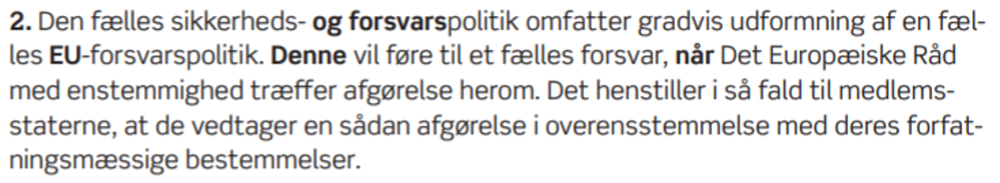 2. Den fælles sikkerheds- og forsvarspolitik omfatter gradvis udformning af en fæl-
les EU-forsvarspolitik. Denne vil føre til et fælles forsvar, når Det Europæiske Råd
med enstemmighed træffer afgørelse herom. Det henstiller i så fald til medlems-
staterne, at de vedtager en sådan afgørelse i overensstemmelse med deres forfat-
ningsmæssige bestemmelser.